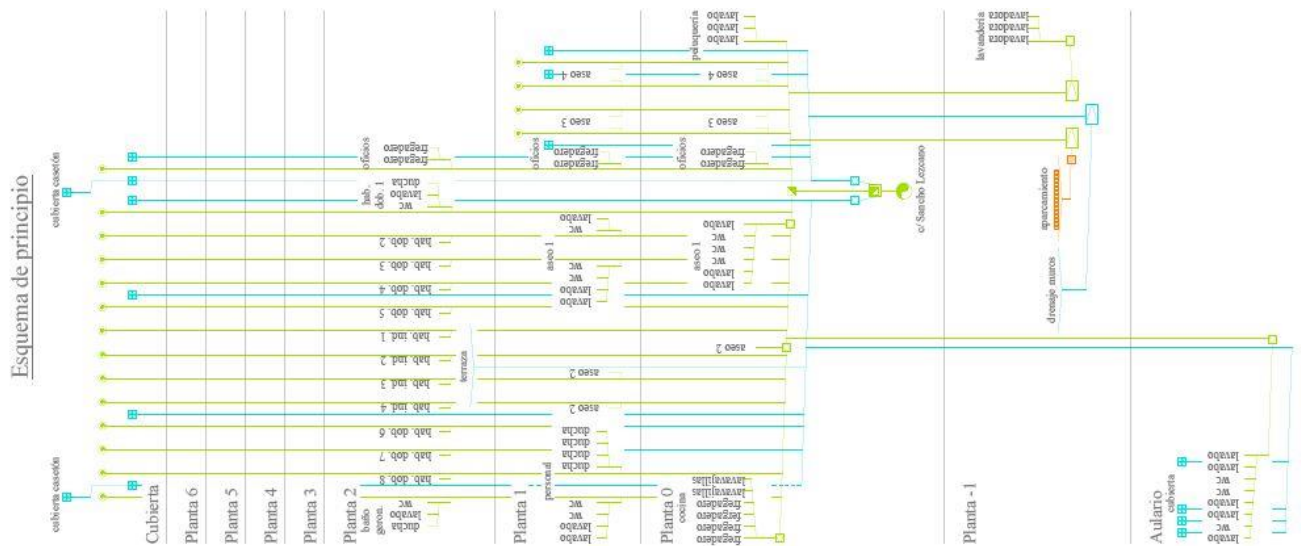 Esquema de principio
cubierta casetón
cubierta casetón
Cubierta
Planta 6
Planta 5
Planta 4
Planta 3
Planta 2
baño
geron.
ducha
lavabo
wc
hab. dob. 8
hab. dob. 7
hab. dob. 6
hab. ind. 4
hab. ind. 3
hab. ind. 2
hab. ind. 1
hab. dob. 5
hab. dob. 4
hab. dob. 3
hab. dob. 2
hab.
dob. 1
wc
lavabo
ducha
oficios
fregadero
fregadero
terraza
Planta 1
personal
lavabo
lavabo
wc
wc
ducha
ducha
ducha
ducha
aseo 2
aseo 2
aseo 1
lavabo
lavabo
wc
wc
wc
lavabo
oficios
fregadero
fregadero
aseo 3
aseo 4
Planta 0
cocina
fregadero
fregadero
fregadero
fregadero
lavavajillas
lavavajillas
aseo 2
aseo 1
lavabo
lavabo
wc
wc
wc
lavabo
oficios
fregadero
fregadero
aseo 3
aseo 4
peluquería
lavabo
lavabo
lavabo
c/ Sancho Lezcano
Planta -1
drenaje muros
aparcamiento
lavandería
lavadora
lavadora
lavadora
Aulario
cubierta
lavabo
wc
lavabo
lavabo
wc
wc
lavabo
lavabo